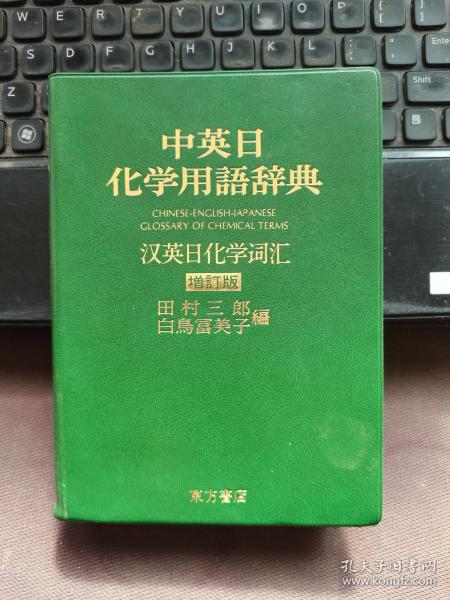 中英日
化学用語辞典
CHINESE-ENGLISH-JAPANESE
GLOSSARY OF CHEMICAL TERMS
汉英日化学词汇
増訂版
田村三郎
白鳥冨美子
編
東方書店
Enter
Shift
孔夫子旧书网
www.kongfz.com